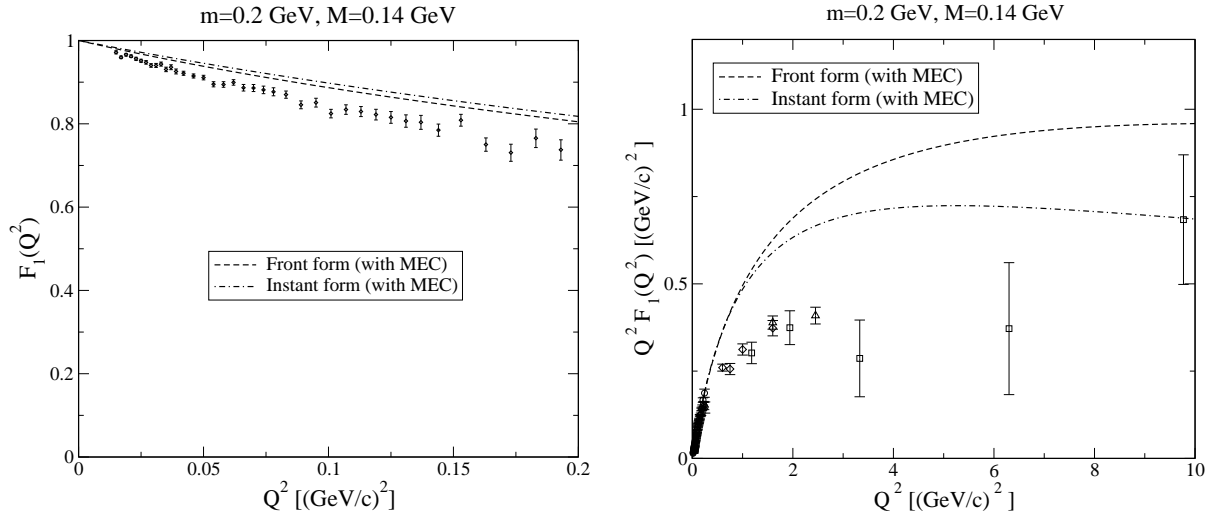 m=0.2 GeV, M=0.14 GeV
1
0.8
0.6
0.4
0.2
0
F₁(Q²)
Front form (with MEC)
Instant form (with MEC)
0 0.05 0.1 0.15 0.2
Q² [(GeV/c)²]
m=0.2 GeV, M=0.14 GeV
1
0.5
0
Q² F₁(Q²) [(GeV/c)²]
Front form (with MEC)
Instant form (with MEC)
0 2 4 6 8 10
Q² [(GeV/c)²]